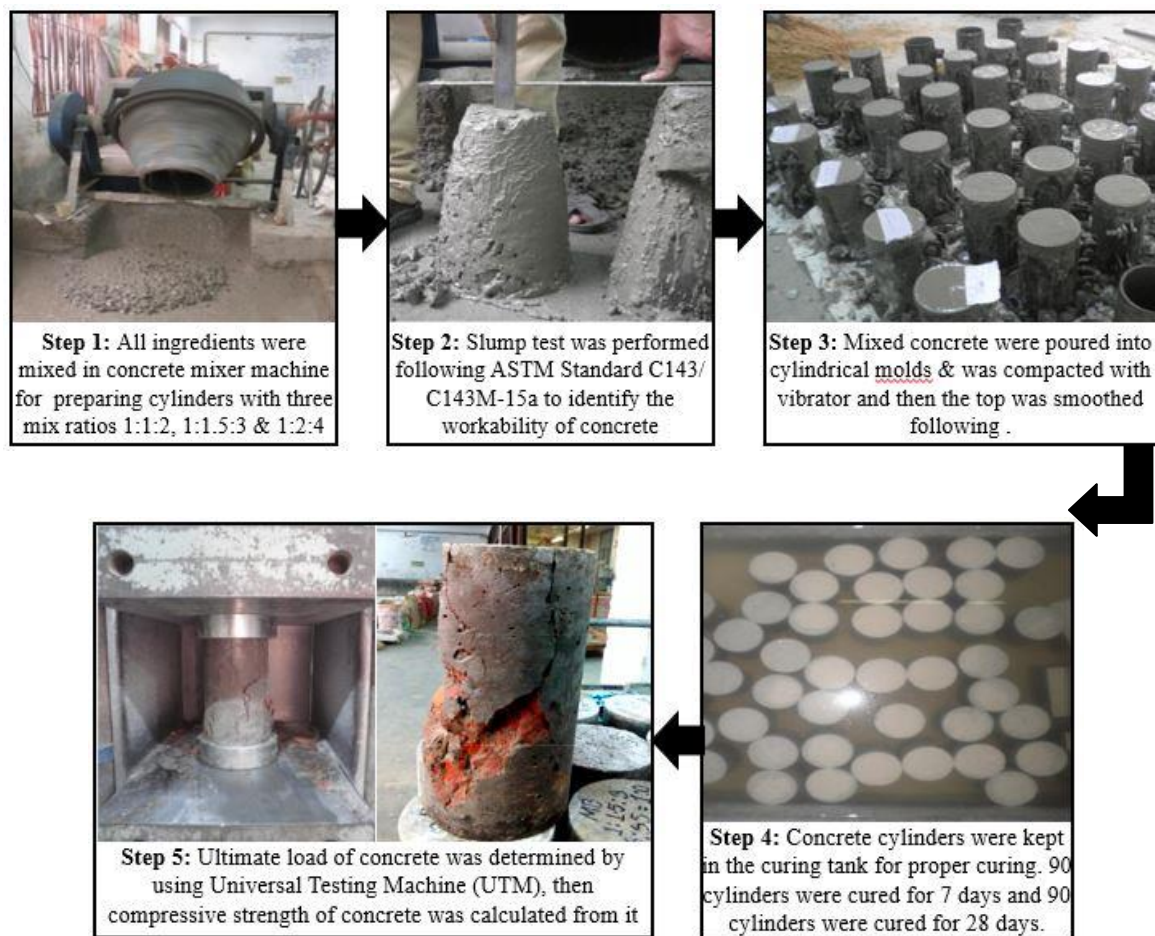 Step 1: All ingredients were
mixed in concrete mixer machine
for preparing cylinders with three
mix ratios 1:1:2, 1:1.5:3 & 1:2:4
Step 2: Slump test was performed
following ASTM Standard C143/
C143M-15a to identify the
workability of concrete
Step 3: Mixed concrete were poured into
cylindrical molds & was compacted with
vibrator and then the top was smoothed
following .
Step 5: Ultimate load of concrete was determined by
using Universal Testing Machine (UTM), then
compressive strength of concrete was calculated from it
Step 4: Concrete cylinders were kept
in the curing tank for proper curing. 90
cylinders were cured for 7 days and 90
cylinders were cured for 28 days.